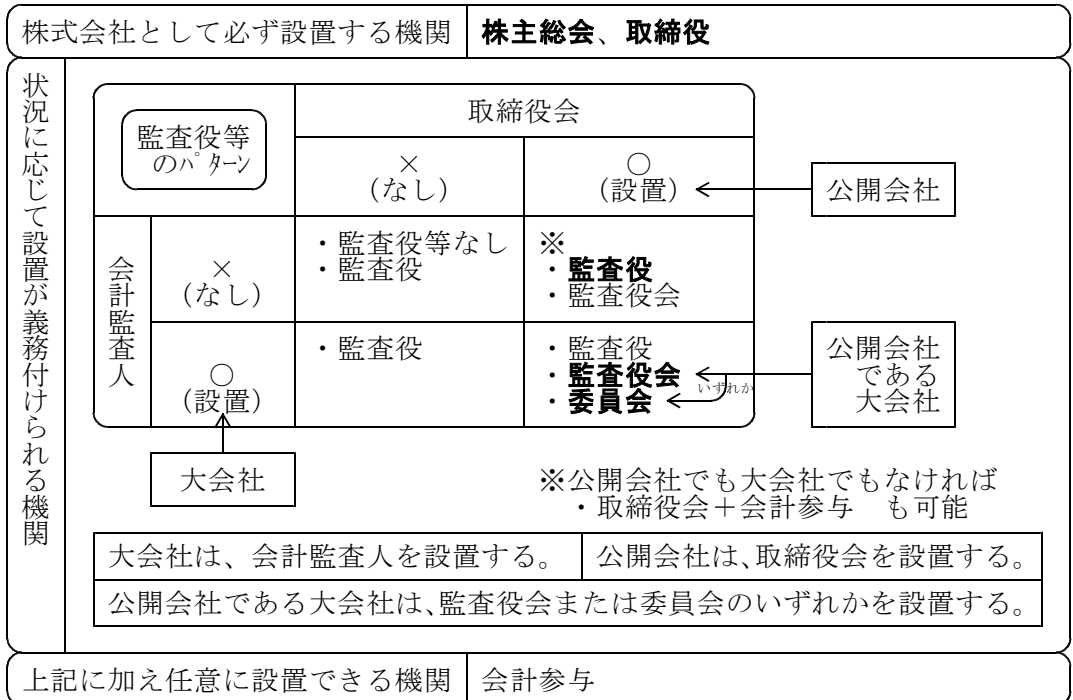 株式会社として必ず設置する機関 株主総会、取締役
状況に応じて設置が義務付けられる機関
監査役等
のパターン
取締役会
×
(なし)
○
(設置)
公開会社
会計監査人
×
(なし)
・監査役等なし
・監査役
※
・監査役
・監査役会
○
(設置)
・監査役
・監査役
・監査役会
・委員会
いずれか
公開会社
である
大会社
大会社
※公開会社でも大会社でもなければ
・取締役会+会計参与 も可能
大会社は、会計監査人を設置する。
公開会社は、取締役会を設置する。
公開会社である大会社は、監査役会または委員会のいずれかを設置する。
上記に加え任意に設置できる機関 会計参与